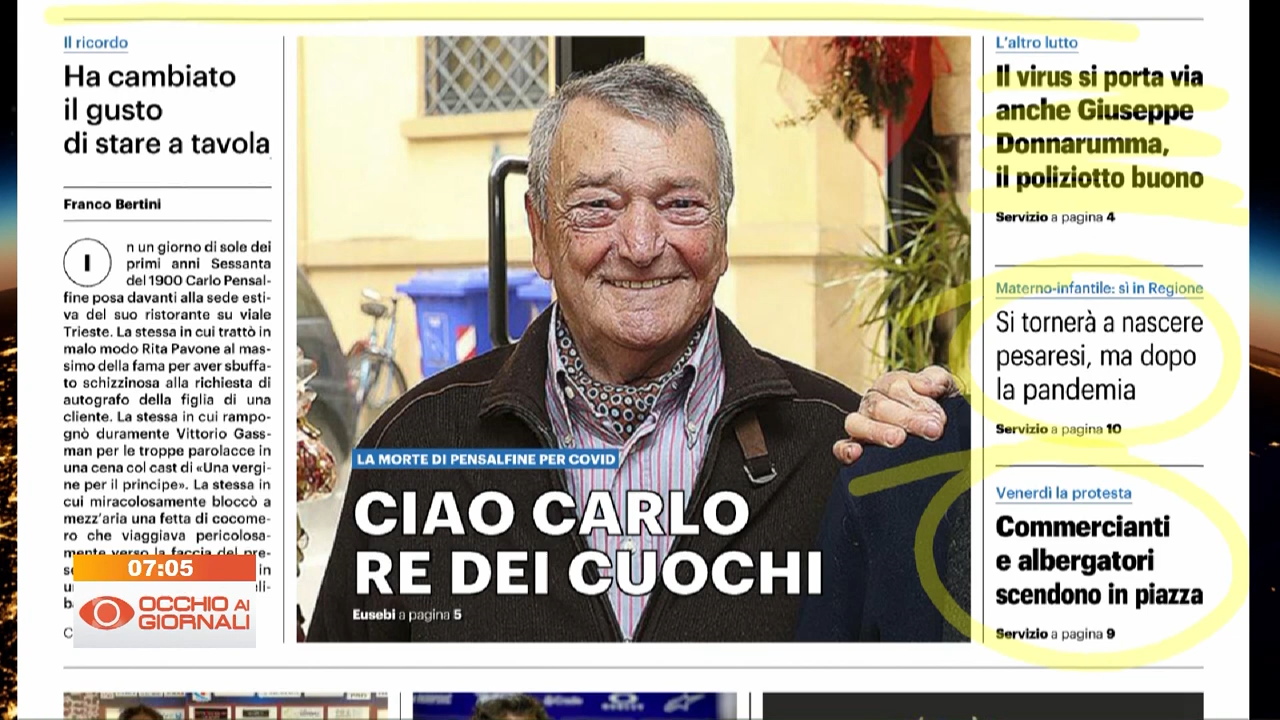 Il ricordo
Ha cambiato
il gusto
di stare a tavola
Franco Bertini
In un giorno di sole dei
primi anni Sessanta
del 1900 Carlo Pensal-
fine posa davanti alla sede esti-
va del suo ristorante su viale
Trieste. La stessa in cui trattò in
malo modo Rita Pavone al mas-
simo della fama per aver sbuffa-
to schizzinosa alla richiesta di
autografo della figlia di una
cliente. La stessa in cui rampo-
gnò duramente Vittorio Gass-
man per le troppe parolacce in
una cena col cast di «Una vergi-
ne per il principe». La stessa in
cui miracolosamente bloccò a
mezz'aria una fetta di cocome-
ro che viaggiava pericolosa-
mente verso la faccia del pre-
in
07:05
OCCHIO AI
GIORNALI
LA MORTE DI PENSALFINE PER COVID
CIAO CARLO
RE DEI CUOCHI
Eusebi a pagina 5
L'altro lutto
Il virus si porta via
anche Giuseppe
Donnarumma,
il poliziotto buono
Servizio a pagina 4
Materno-infantile: sì in Regione
Si tornerà a nascere
pesaresi, ma dopo
la pandemia
Servizio a pagina 10
Venerdì la protesta
Commercianti
e albergatori
scendono in piazza
Servizio a pagina 9